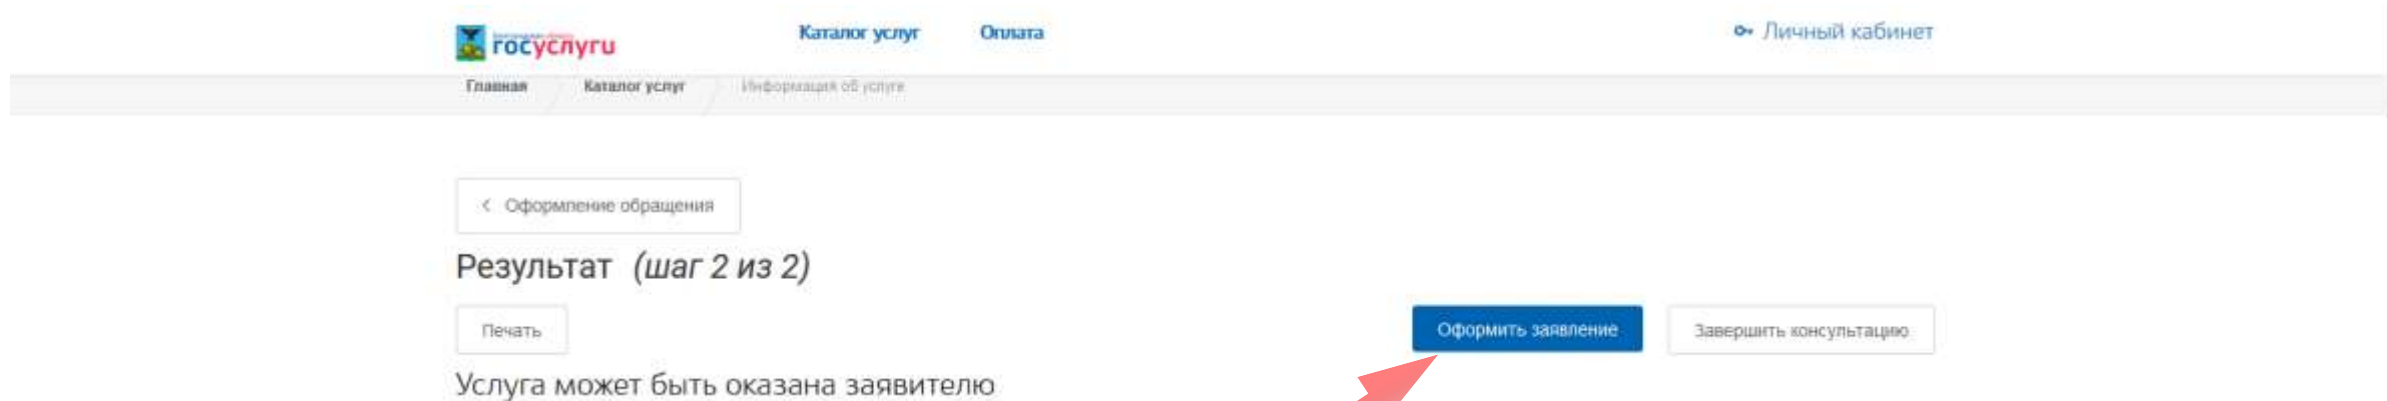 госуслуги
Каталог услуг
Оплата
Личный кабинет
Главная
Каталог услуг
Информация об услуге
< Оформление обращения
Результат (шаг 2 из 2)
Печать
Оформить заявление
Завершить консультацию
Услуга может быть оказана заявителю